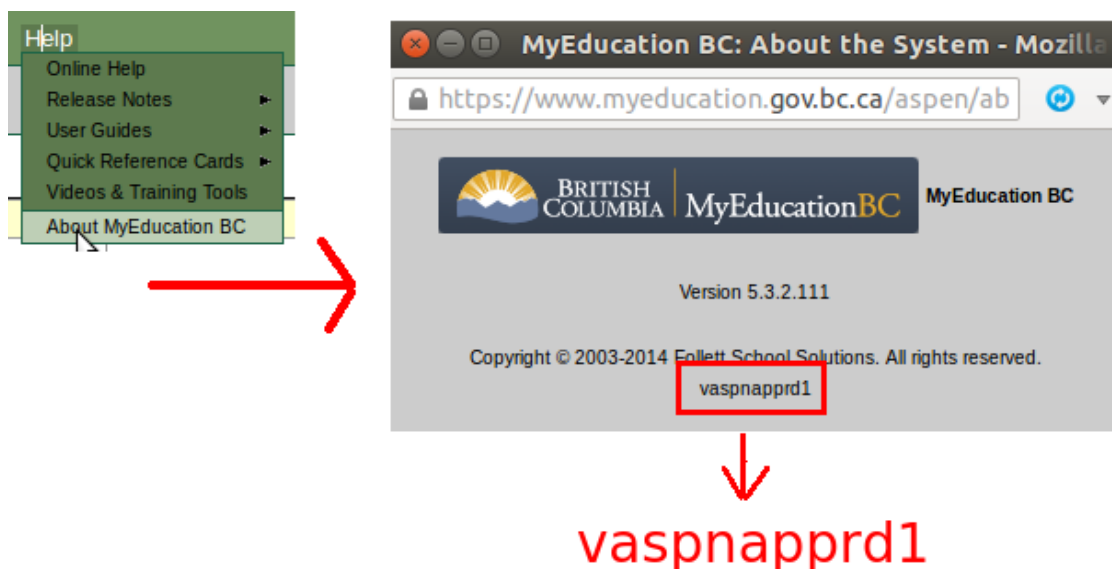 Help
Online Help
Release Notes
User Guides
Quick Reference Cards
Videos & Training Tools
About MyEducation BC
MyEducation BC: About the System - Mozilla
https://www.myeducation.gov.bc.ca/aspen/ab
BRITISH
COLUMBIA
MyEducationBC
MyEducation BC
Version 5.3.2.111
Copyright © 2003-2014 Follett School Solutions. All rights reserved.
vaspnapprd1
vaspnapprd1